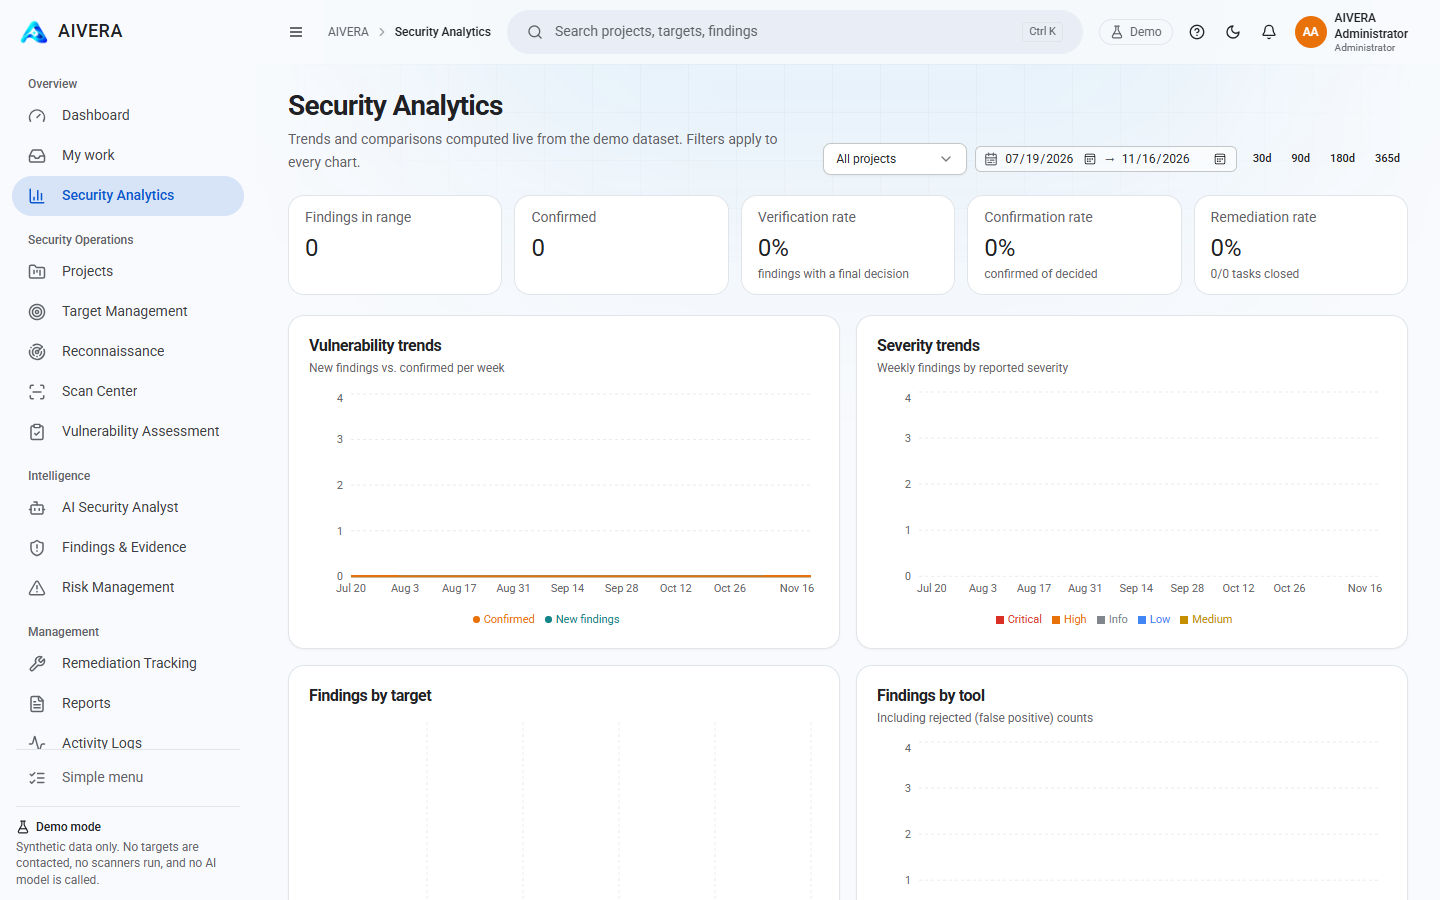 AIVERA
AIVERA > Security Analytics
Search projects, targets, findings
Ctrl K
Demo
AA
AIVERA
Administrator
Administrator
Overview
Dashboard
My work
Security Analytics
Security Operations
Projects
Target Management
Reconnaissance
Scan Center
Vulnerability Assessment
Intelligence
AI Security Analyst
Findings & Evidence
Risk Management
Management
Remediation Tracking
Reports
Activity Logs
Simple menu
Demo mode
Synthetic data only. No targets are
contacted, no scanners run, and no AI
model is called.
Security Analytics
Trends and comparisons computed live from the demo dataset. Filters apply to
every chart.
All projects
07/19/2026 → 11/16/2026
30d 90d 180d 365d
Findings in range
0
Confirmed
0
Verification rate
0%
findings with a final decision
Confirmation rate
0%
confirmed of decided
Remediation rate
0%
0/0 tasks closed
Vulnerability trends
New findings vs. confirmed per week
4
3
2
1
0
Jul 20 Aug 3 Aug 17 Aug 31 Sep 14 Sep 28 Oct 12 Oct 26 Nov 16
Confirmed New findings
Severity trends
Weekly findings by reported severity
4
3
2
1
0
Jul 20 Aug 3 Aug 17 Aug 31 Sep 14 Sep 28 Oct 12 Oct 26 Nov 16
Critical High Info Low Medium
Findings by target
Findings by tool
Including rejected (false positive) counts
4
3
2
1